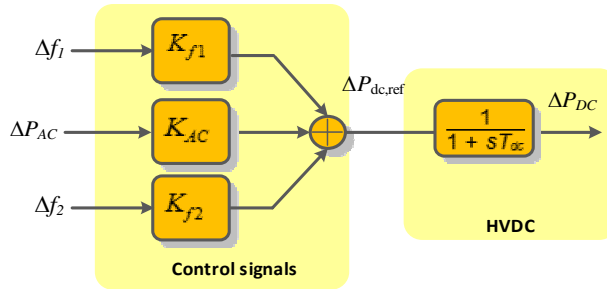 Δf1
Kf1
ΔPAC
KAC
Δf2
Kf2
Control signals
ΔPdc,ref
1
1 + sTdc
ΔPDC
HVDC